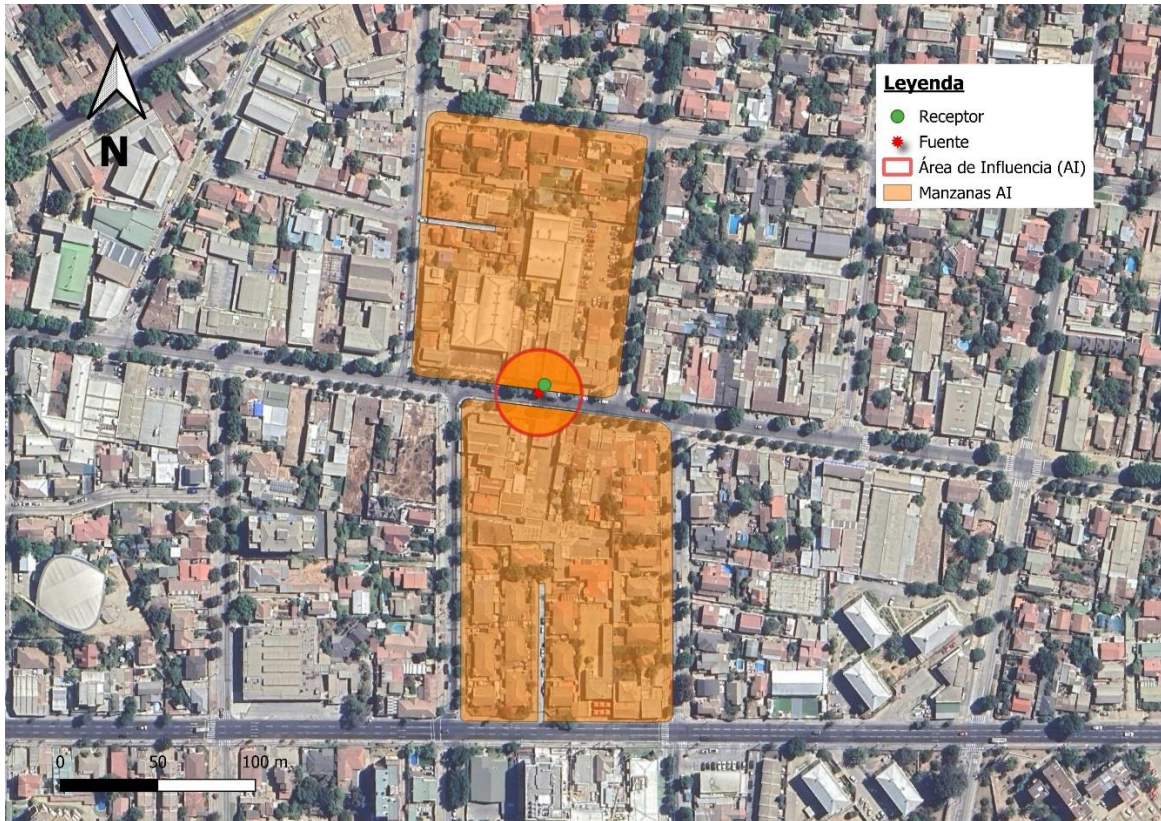 N
Leyenda
Receptor
Fuente
Área de Influencia (AI)
Manzanas AI
0 50 100 m